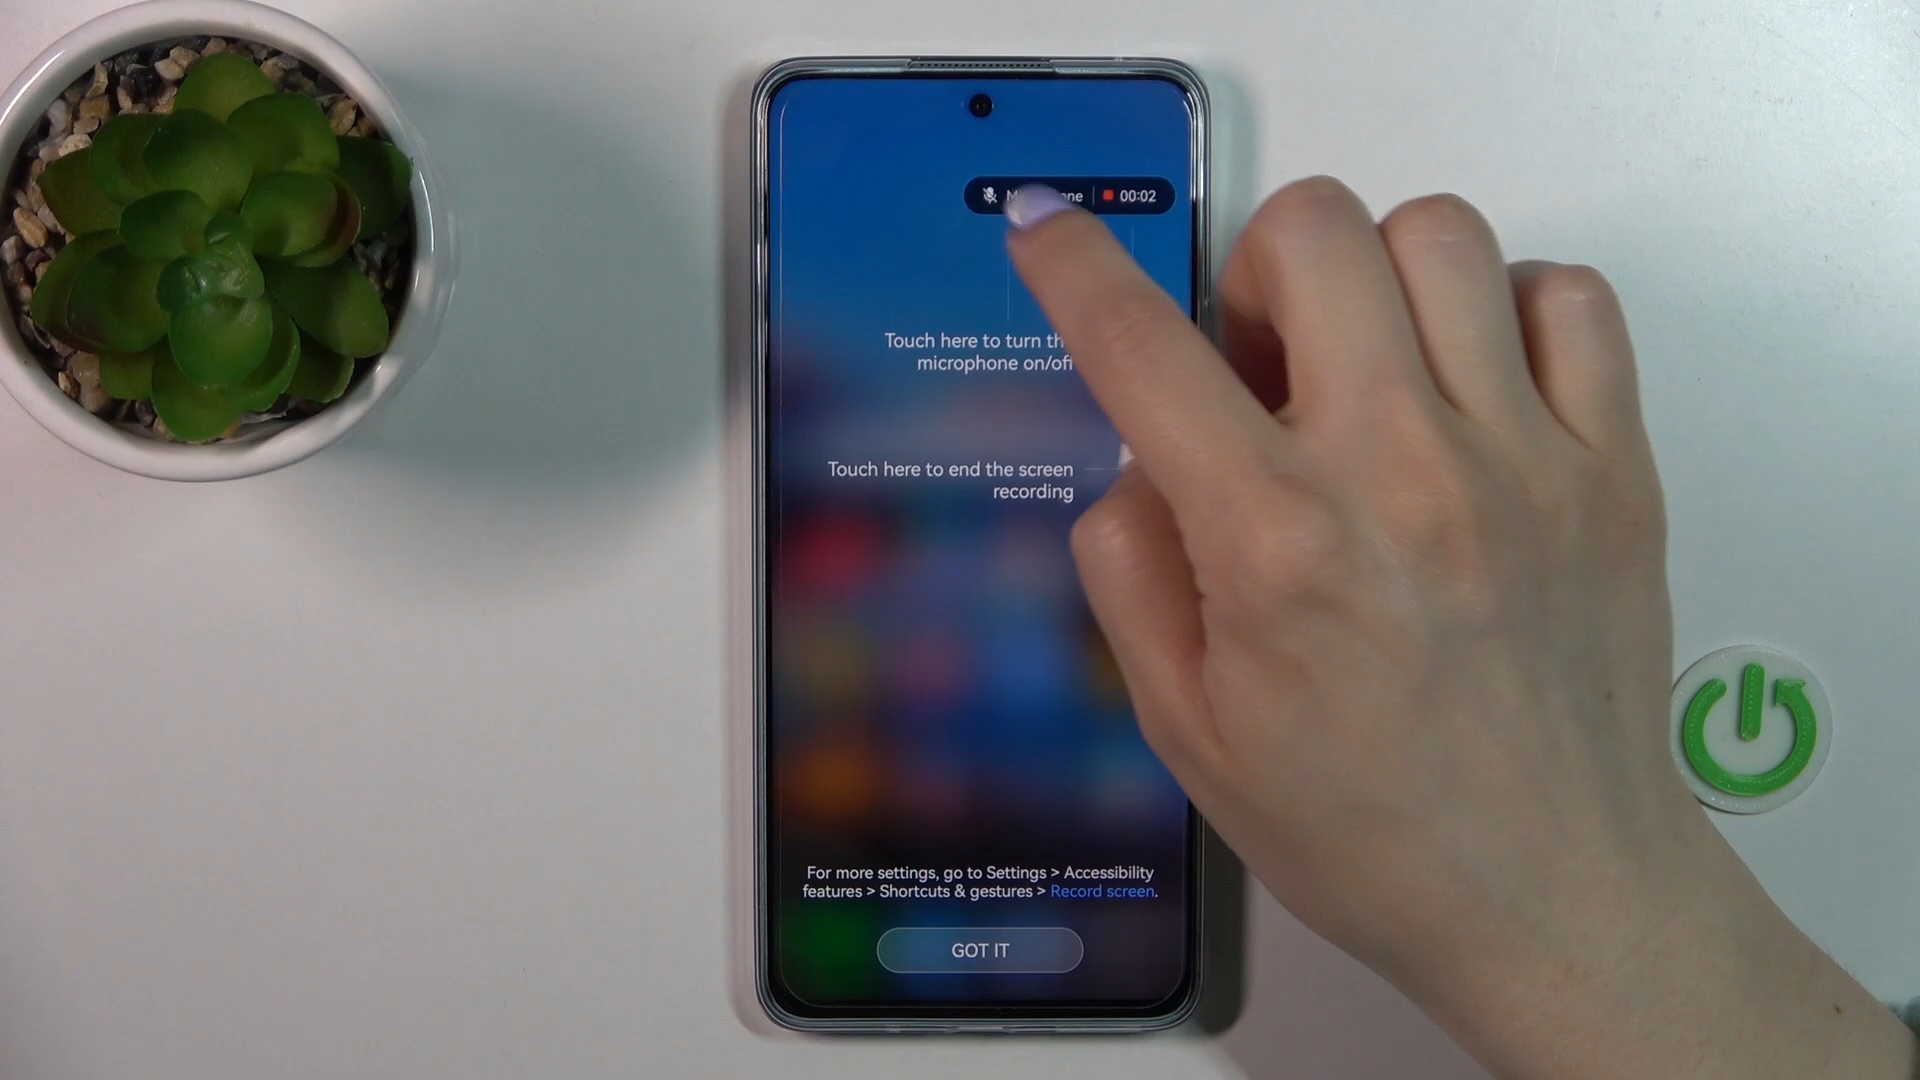 00:02
Touch here to turn
microphone on/off
Touch here to end the screen
recording
For more settings, go to Settings > Accessibility
features > Shortcuts & gestures > Record screen.
GOT IT